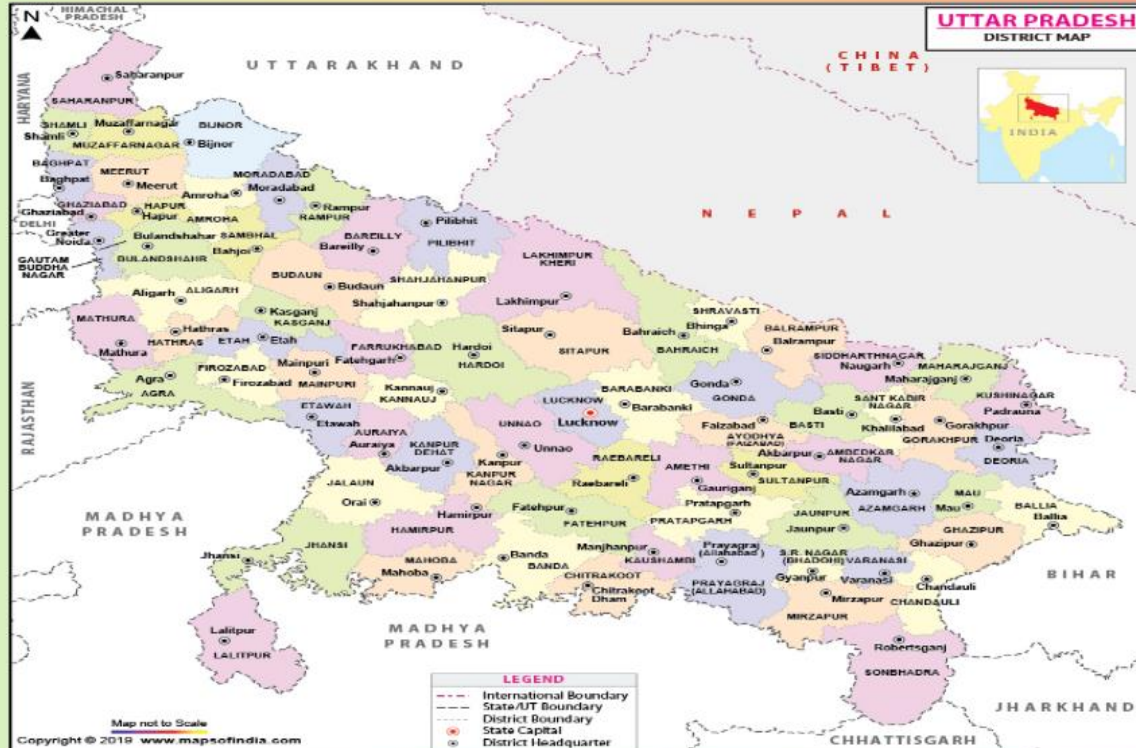 N
HIMACHAL
PRADESH
UTTAR PRADESH
DISTRICT MAP
CHINA
(TIBET)
UTTARAKHAND
INDIA
HARYANA
Saharanpur
SAHARANPUR
SHAMLI
Shamli
Muzaffarnagar
MUZAFFARNAGAR
BIJNOR
Bijnor
BAGHPAT
Baghpat
MEERUT
Meerut
MORADABAD
Moradabad
Amroha
AMROHA
Ghaziabad
GHAZIABAD
HAPUR
Hapur
DELHI
Rampur
RAMPUR
NEPAL
Greater
Noida
GAUTAM
BUDDHA
NAGAR
Bulandshahar
BULANDSHAHR
SAMBHAL
Bahjoi
BAREILLY
Bareilly
Pilibhit
PILIBHIT
LAKHIMPUR
KHERI
Lakhimpur
BUDAUN
Budaun
SHAHJAHANPUR
Shahjahanpur
Aligarh
ALIGARH
MATHURA
Mathura
Kasganj
KASGANJ
Hathras
HATHRAS
ETAH
Etah
FARRUKHABAD
Fatehgarh
Hardoi
HARDOI
Sitapur
SITAPUR
Bahraich
BAHRAICH
SHRAVASTI
Bhinga
BALRAMPUR
Balrampur
SIDDHARTHNAGAR
Naugarh
MAHARAJGANJ
Maharajganj
KUSHINAGAR
Padrauna
RAJASTHAN
Agra
AGRA
FIROZABAD
Firozabad
Mainpuri
MAINPURI
Kannauj
KANNAUJ
LUCKNOW
Lucknow
BARABANKI
Barabanki
Gonda
GONDA
Basti
BASTI
SANT KABIR
NAGAR
Khalilabad
Gorakhpur
GORAKHPUR
Deoria
DEORIA
ETAWAH
Etawah
AURAIYA
Auraiya
KANPUR
DEHAT
Akbarpur
Kanpur
KANPUR
NAGAR
UNNAO
Unnao
RAEBARELI
Raebareli
Faizabad
AYODHYA
(FAIZABAD)
Akbarpur
AMBEDKAR
NAGAR
AMETHI
Gauriganj
Sultanpur
SULTANPUR
Azamgarh
AZAMGARH
MAU
Mau
BALLIA
Ballia
JALAUN
Orai
Hamirpur
HAMIRPUR
Fatehpur
FATEHPUR
Pratapgarh
PRATAPGARH
JAUNPUR
Jaunpur
GHAZIPUR
Ghazipur
MADHYA
PRADESH
Jhansi
JHANSI
MAHOBA
Mahoba
Banda
BANDA
Manjhanpur
KAUSHAMBI
CHITRAKOOT
Chitrakoot
Dham
Prayagraj
(Allahabad )
PRAYAGRAJ
(ALLAHABAD)
S.R. NAGAR
(BHADOHI)
Gyanpur
VARANASI
Varanasi
Chandauli
CHANDAULI
Mirzapur
MIRZAPUR
BIHAR
Lalitpur
LALITPUR
MADHYA
PRADESH
Robertsganj
SONBHADRA
JHARKHAND
CHHATTISGARH
LEGEND
International Boundary
State/UT Boundary
District Boundary
State Capital
District Headquarter
Map not to Scale
Copyright © 2019 www.mapsofindia.com